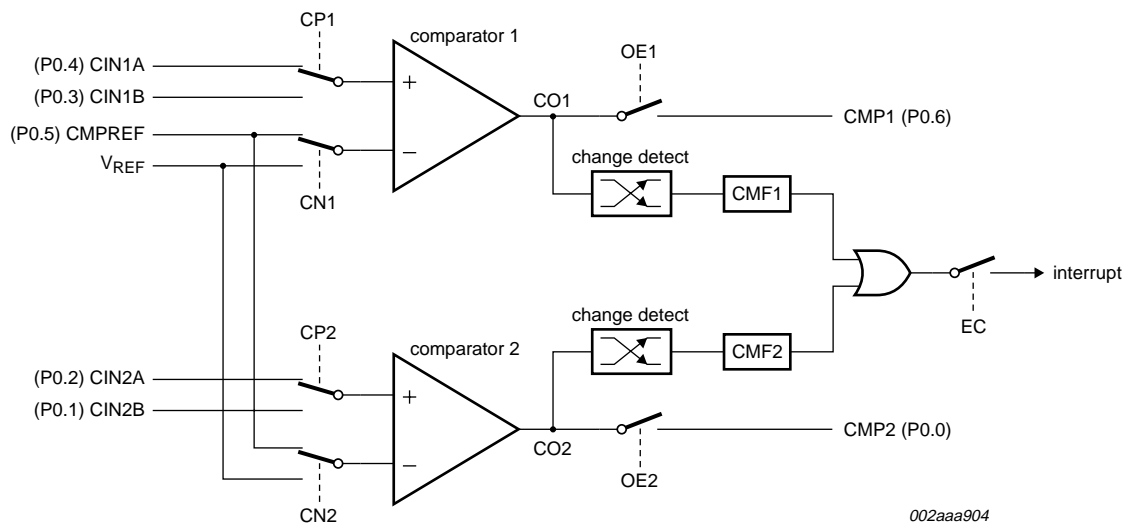 CP1
comparator 1
OE1
(P0.4) CIN1A
(P0.3) CIN1B
(P0.5) CMPREF
VREF
CN1
+
−
CO1
CMP1 (P0.6)
change detect
CMF1
interrupt
EC
change detect
CMF2
CP2
comparator 2
(P0.2) CIN2A
(P0.1) CIN2B
+
−
CO2
CMP2 (P0.0)
OE2
CN2
002aaa904